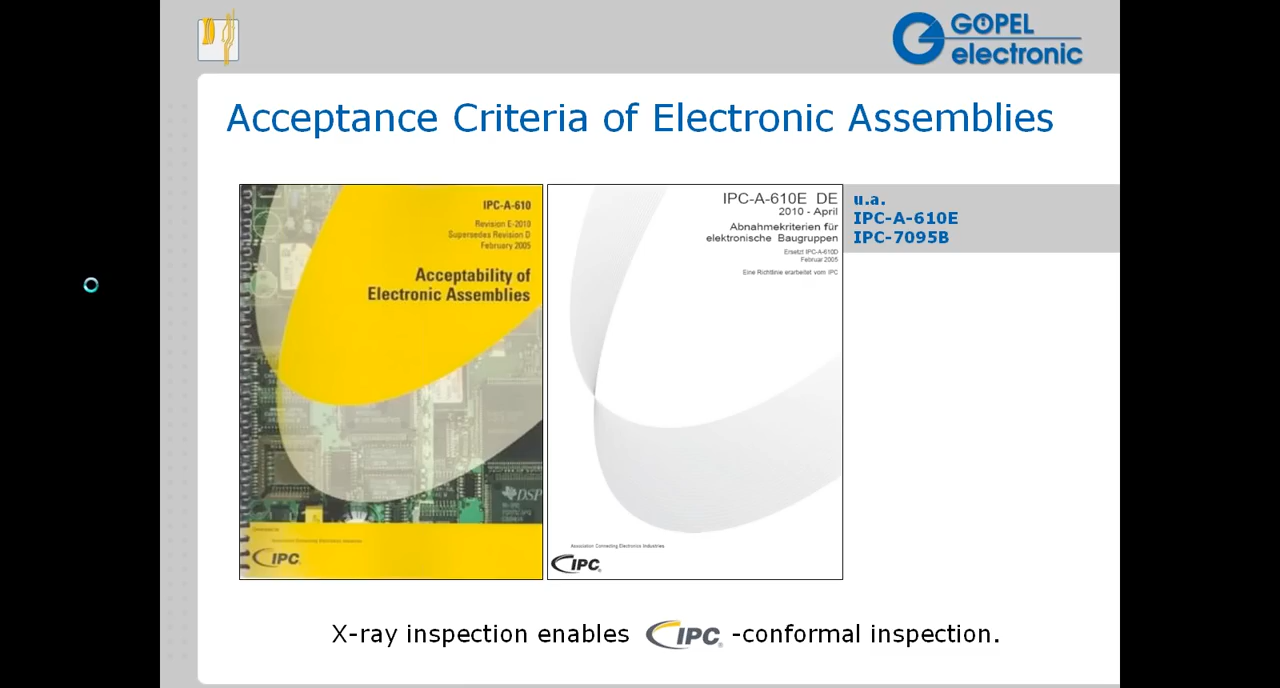 GÖPEL
electronic
Acceptance Criteria of Electronic Assemblies
IPC-A-610
Revision E-2010
Supersedes Revision D
February 2005
Acceptability of
Electronic Assemblies
DSP
IPC
IPC-A-610E DE
2010 - April
Abnahmekriterien für
elektronische Baugruppen
Ersetzt IPC-A-610D
Februar 2005
Eine Richtlinie erarbeitet vom IPC
Association Connecting Electronics Industries
IPC
u.a.
IPC-A-610E
IPC-7095B
X-ray inspection enables IPC -conformal inspection.